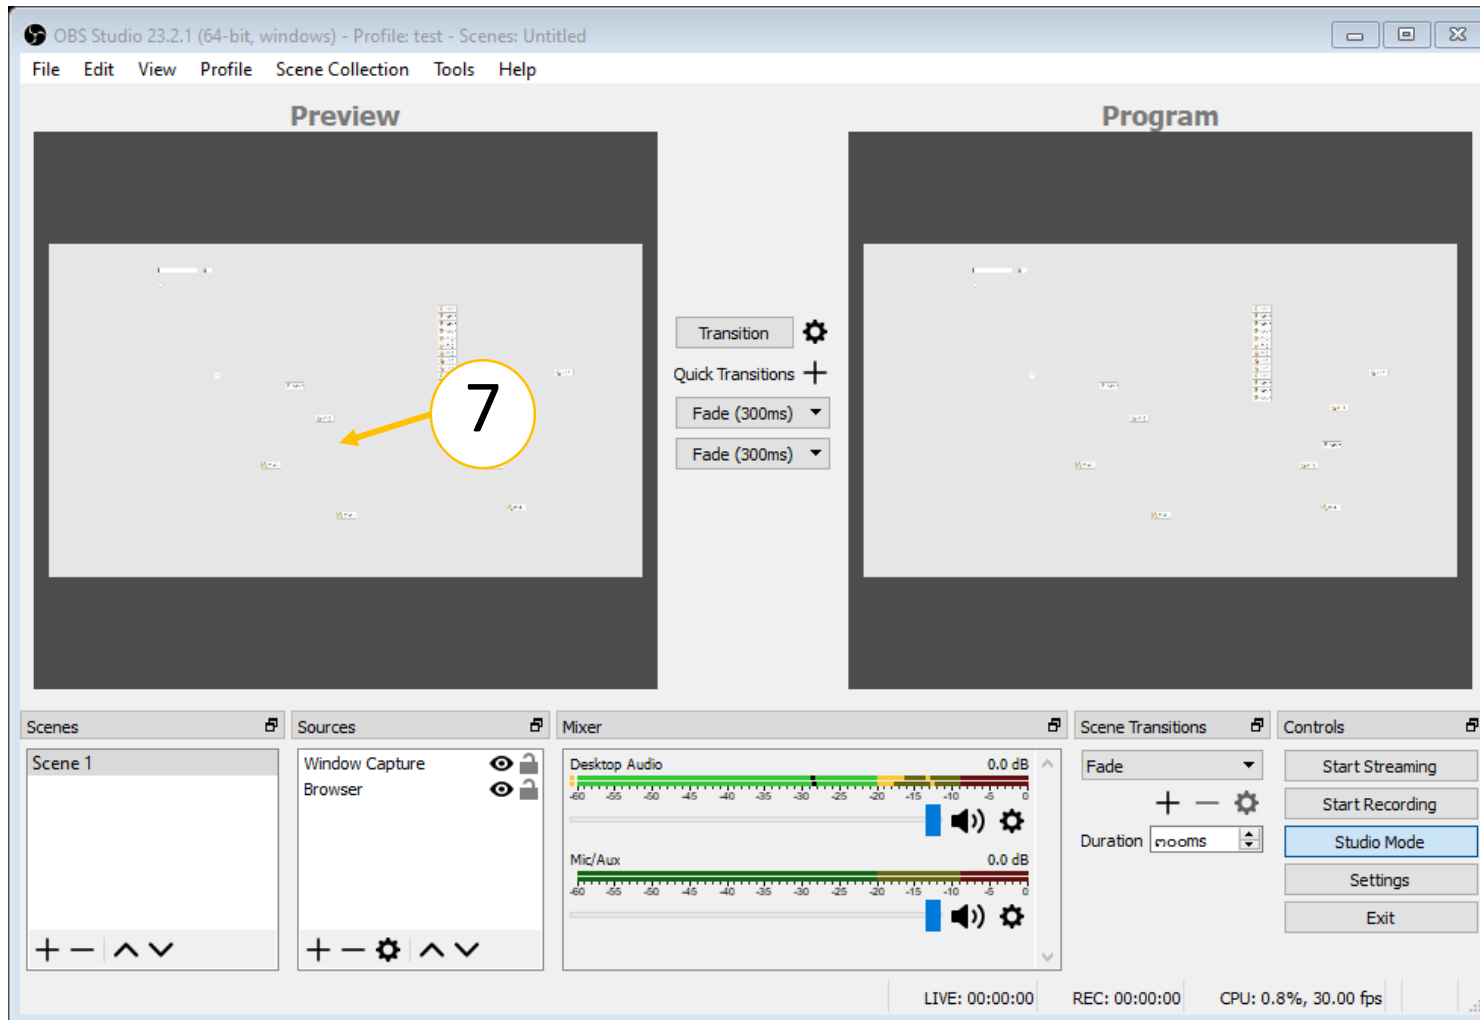 OBS Studio 23.2.1 (64-bit, windows) - Profile: test - Scenes: Untitled
File Edit View Profile Scene Collection Tools Help
Preview
Program
Transition
Quick Transitions
Fade (300ms)
Fade (300ms)
7
Scenes
Scene 1
Sources
Window Capture
Browser
Mixer
Desktop Audio 0.0 dB
-60 -55 -50 -45 -40 -35 -30 -25 -20 -15 -10 -5 0
Mic/Aux 0.0 dB
-60 -55 -50 -45 -40 -35 -30 -25 -20 -15 -10 -5 0
Scene Transitions
Fade
Duration ๓๐๐ms
Controls
Start Streaming
Start Recording
Studio Mode
Settings
Exit
LIVE: 00:00:00 REC: 00:00:00 CPU: 0.8%, 30.00 fps